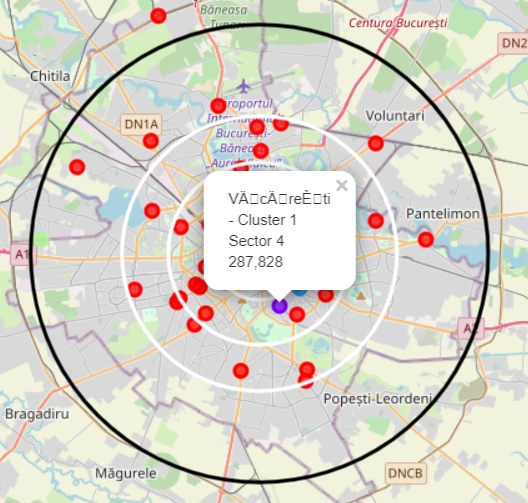 Băneasa
Tunari
Centura București
DN1A
DN2
Chitila
Aeroportul
Internațional
București-
Băneasa
Aurel Vlaicu"
DN1A
Voluntari
×
VÄ□cÄ□reÈ□ti
- Cluster 1
Sector 4
287,828
Pantelimon
A1
A2
Popești-Leordeni
Bragadiru
Măgurele
DNCB